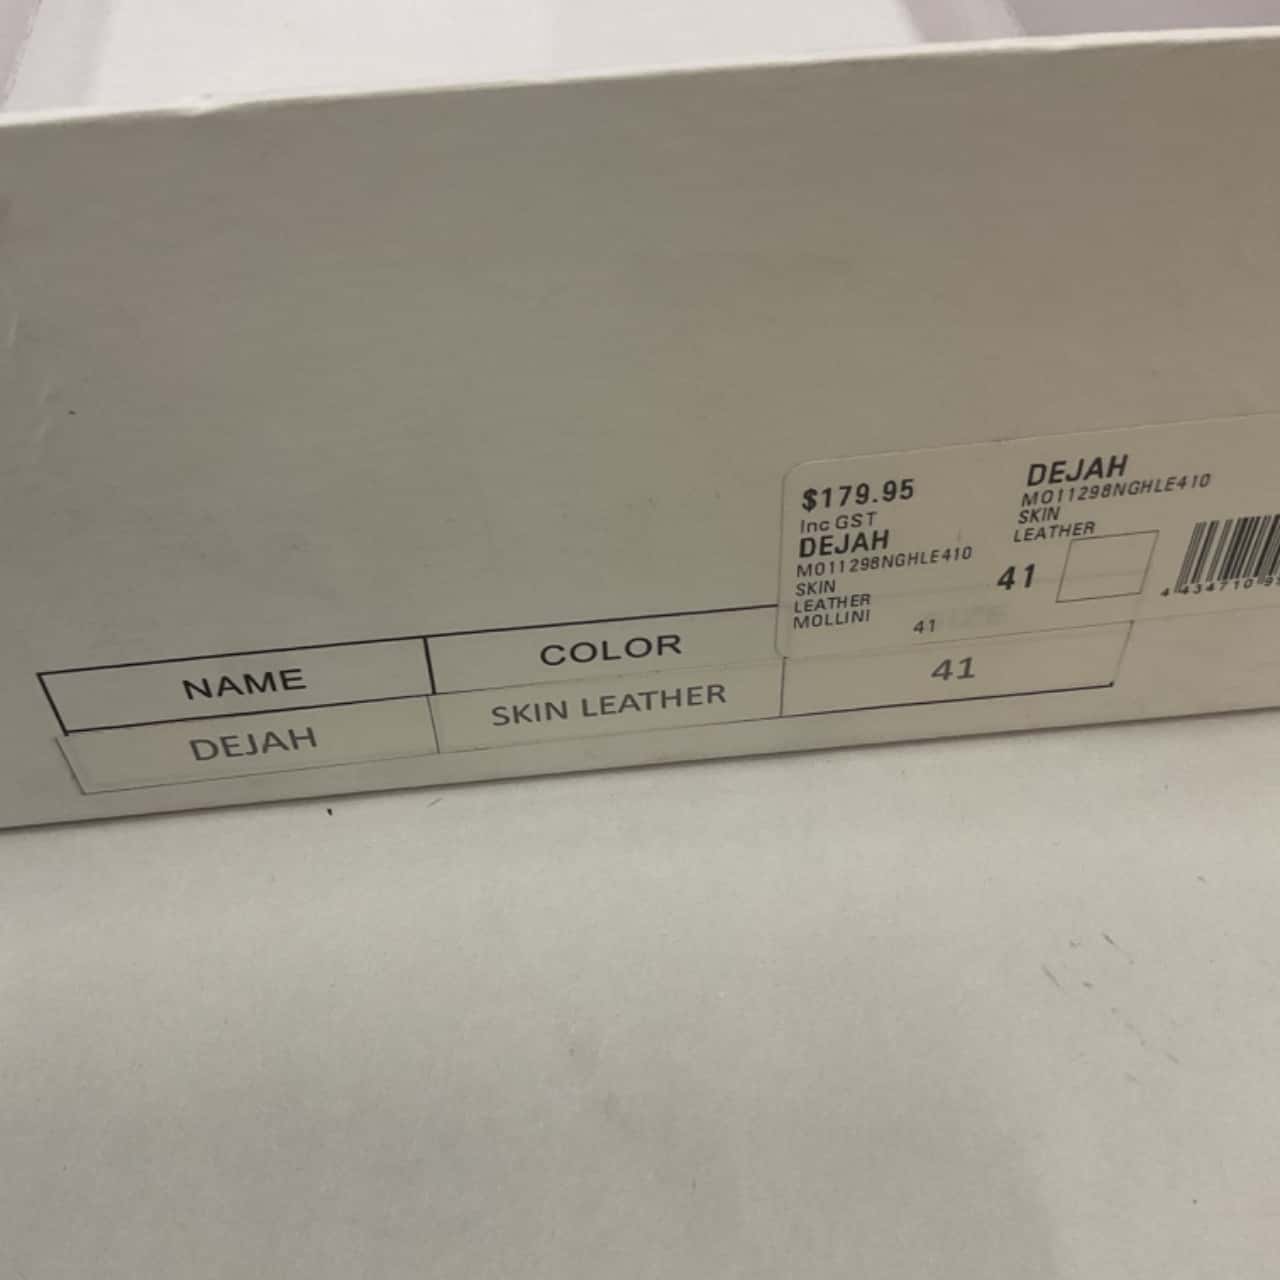 $179.95
Inc GST
DEJAH
MO11298NGHLE410
SKIN
LEATHER
MOLLINI
41
DEJAH
MO11298NGHLE410
SKIN
LEATHER
41
NAME COLOR
DEJAH SKIN LEATHER 41